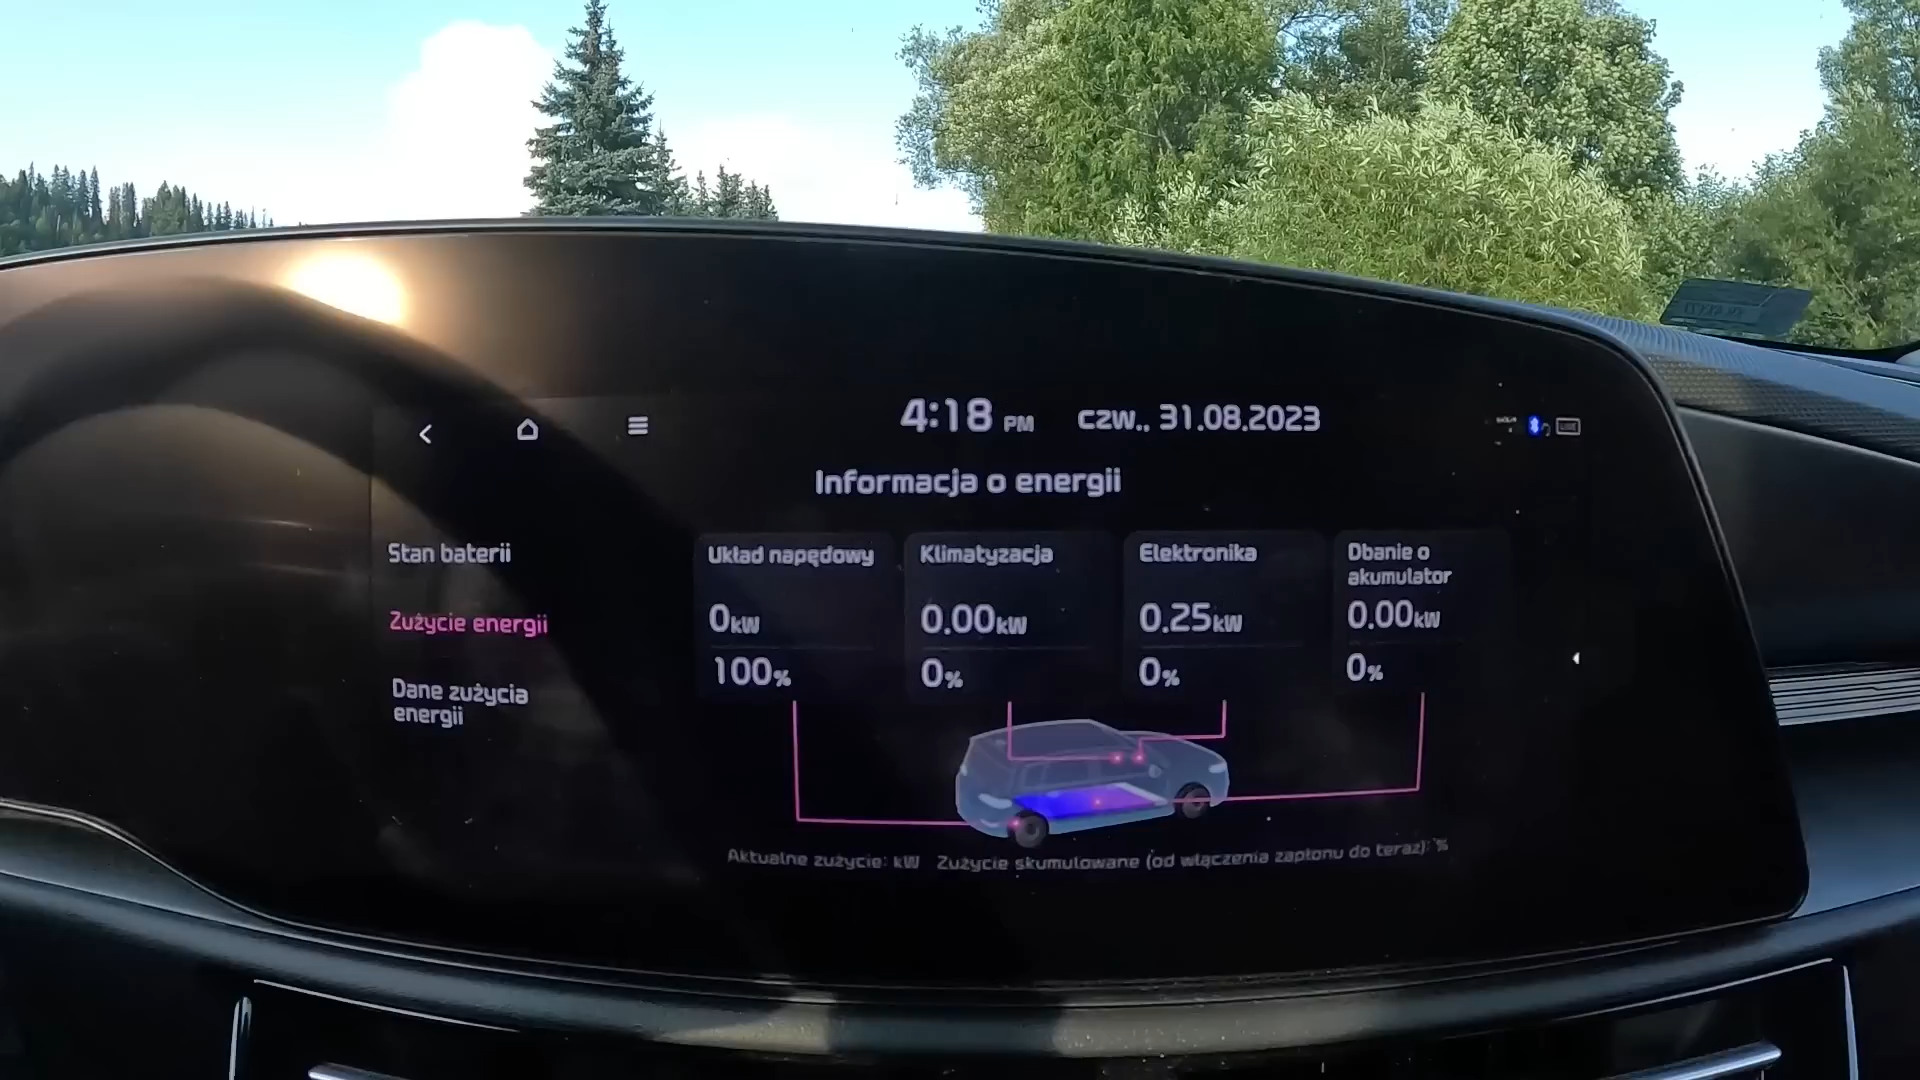 4:18 PM czw., 31.08.2023
Informacja o energii
Stan baterii
Zużycie energii
Dane zużycia
energii
Układ napędowy
0kW
100%
Klimatyzacja
0.00kW
0%
Elektronika
0.25kW
0%
Dbanie o
akumulator
0.00kW
0%
Aktualne zużycie: kW Zużycie skumulowane (od włączenia zapłonu do teraz): %